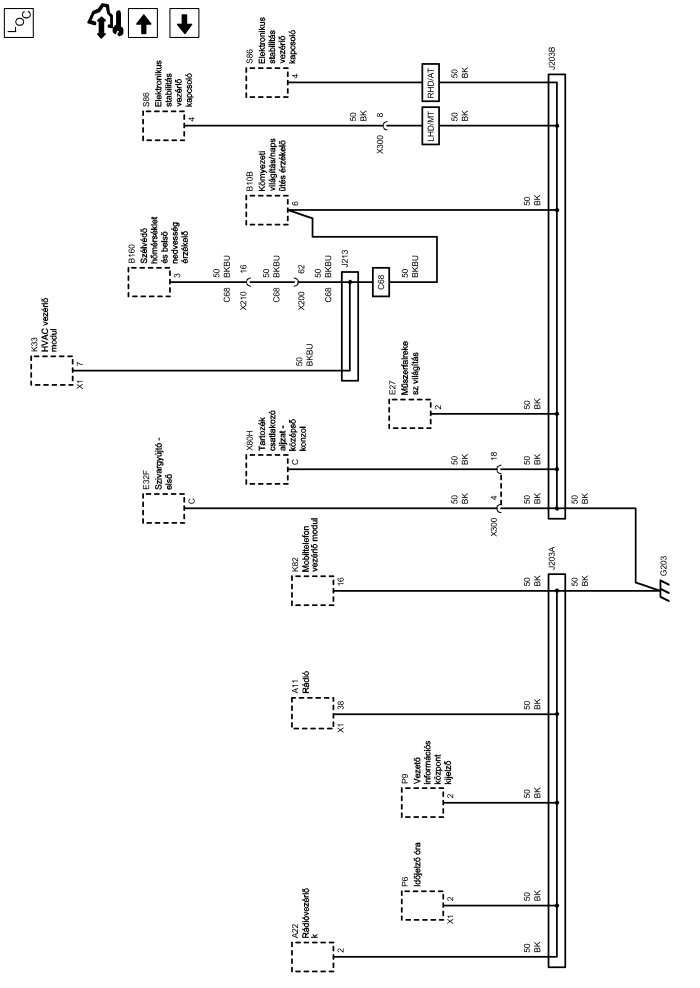 LOC
S86
Elektronikus
stabilitás
vezérlő
kapcsoló
4
50
BK
RHD/AT
J203B
S86
Elektronikus
stabilitás
vezérlő
kapcsoló
4
50
BK
8
X300
LHD/MT
50
BK
B10B
Környezeti
világítás/naps
ütés érzékelő
6
50
BK
B160
Szélvédő
hőmérséklet
és belső
nedvesség
érzékelő
3
50
BKBU
C68
16
X210
50
BKBU
C68
62
X200
50
BKBU
C68
J213
C68
50
BKBU
K33
HVAC vezérlő
modul
7
X1
50
BKBU
E27
Műszerfalreke
sz világítás
2
50
BK
X80H
Tartozék
csatlakozó
aljzat -
középső
konzol
C
50
BK
18
50
BK
E32F
Szivargyújtó -
első
C
50
BK
4
X300
50
BK
50
BK
K82
Mobiltelefon
vezérlő modul
16
50
BK
J203A
50
BK
G203
A11
Rádió
38
X1
50
BK
P9
Vezető
információs
központ
kijelző
2
50
BK
P6
Időjelző óra
2
X1
50
BK
A22
Rádióvezérlő
k
2
50
BK